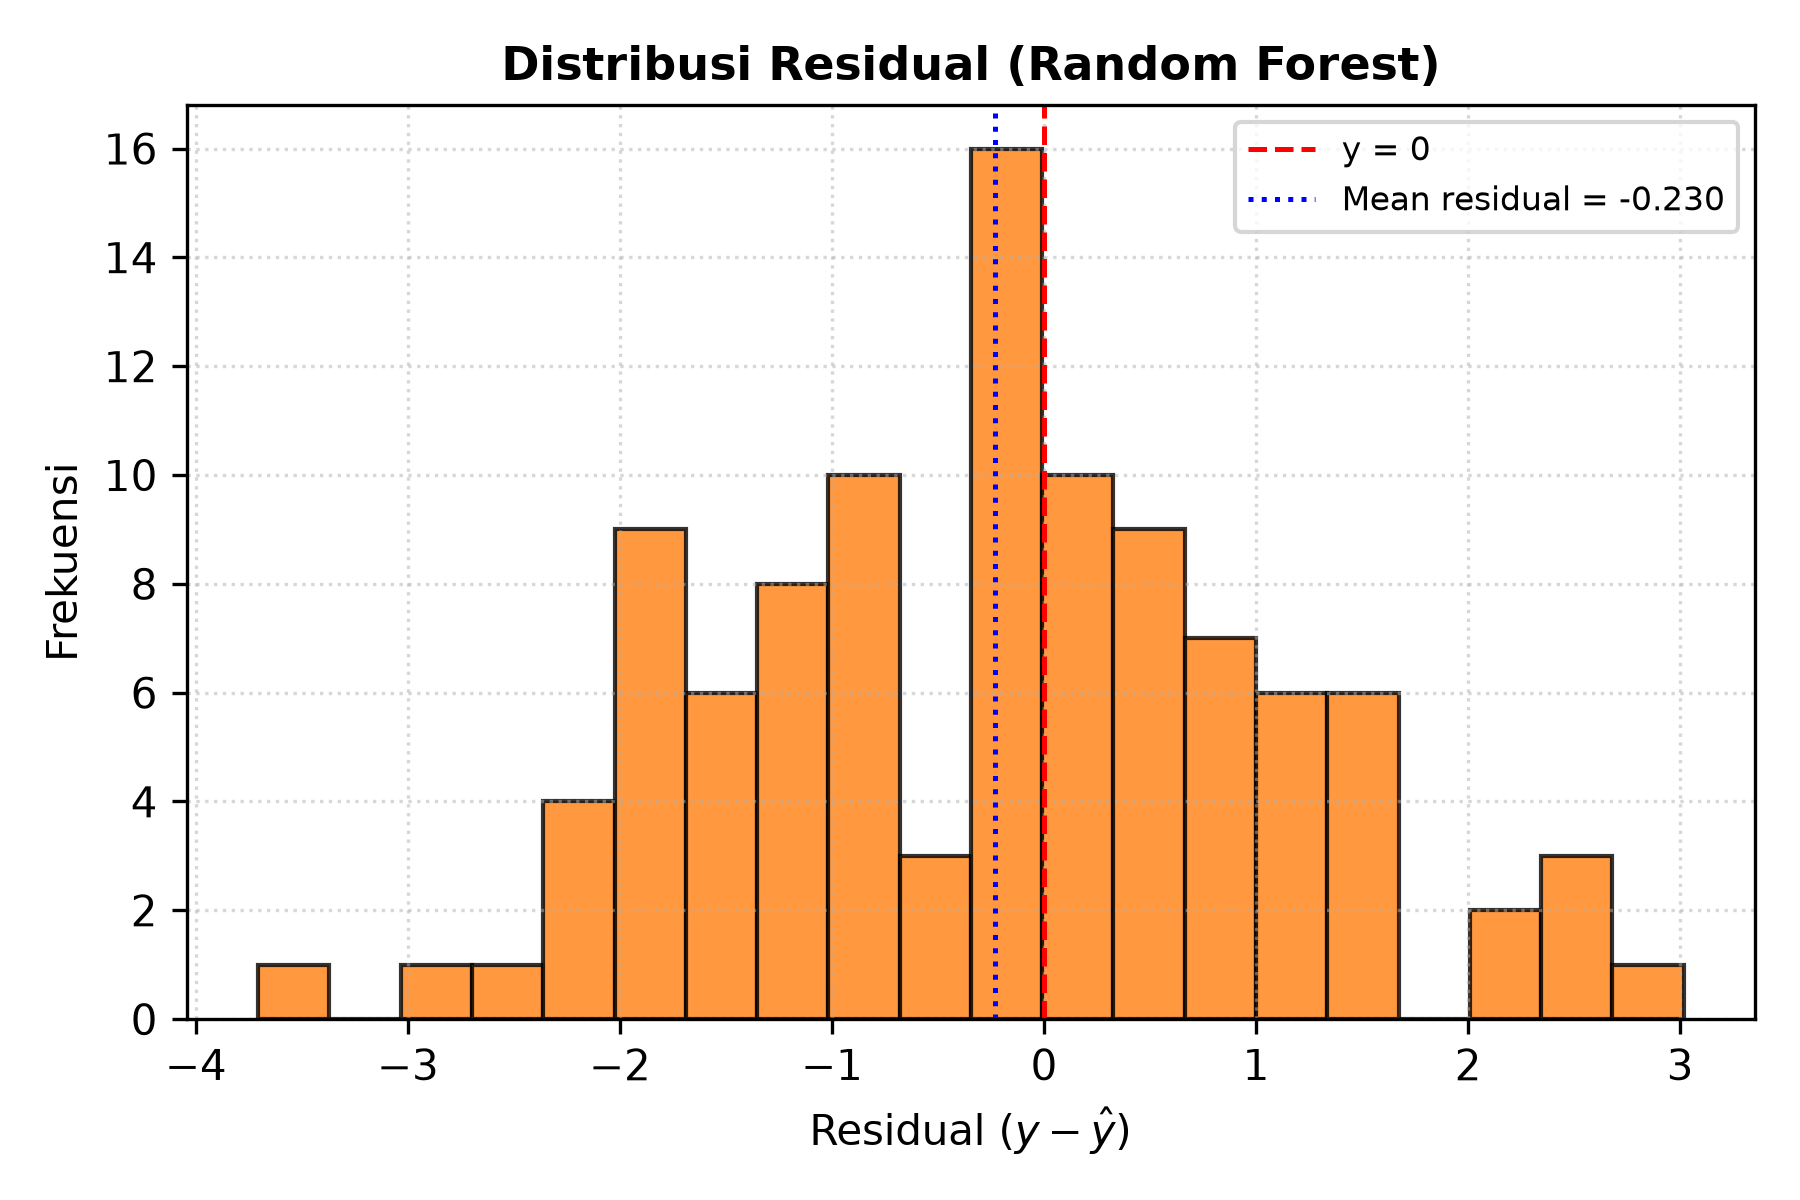 Distribusi Residual (Random Forest)
y = 0
Mean residual = -0.230
Frekuensi
16
14
12
10
8
6
4
2
0
−4 −3 −2 −1 0 1 2 3
Residual (y − ŷ)